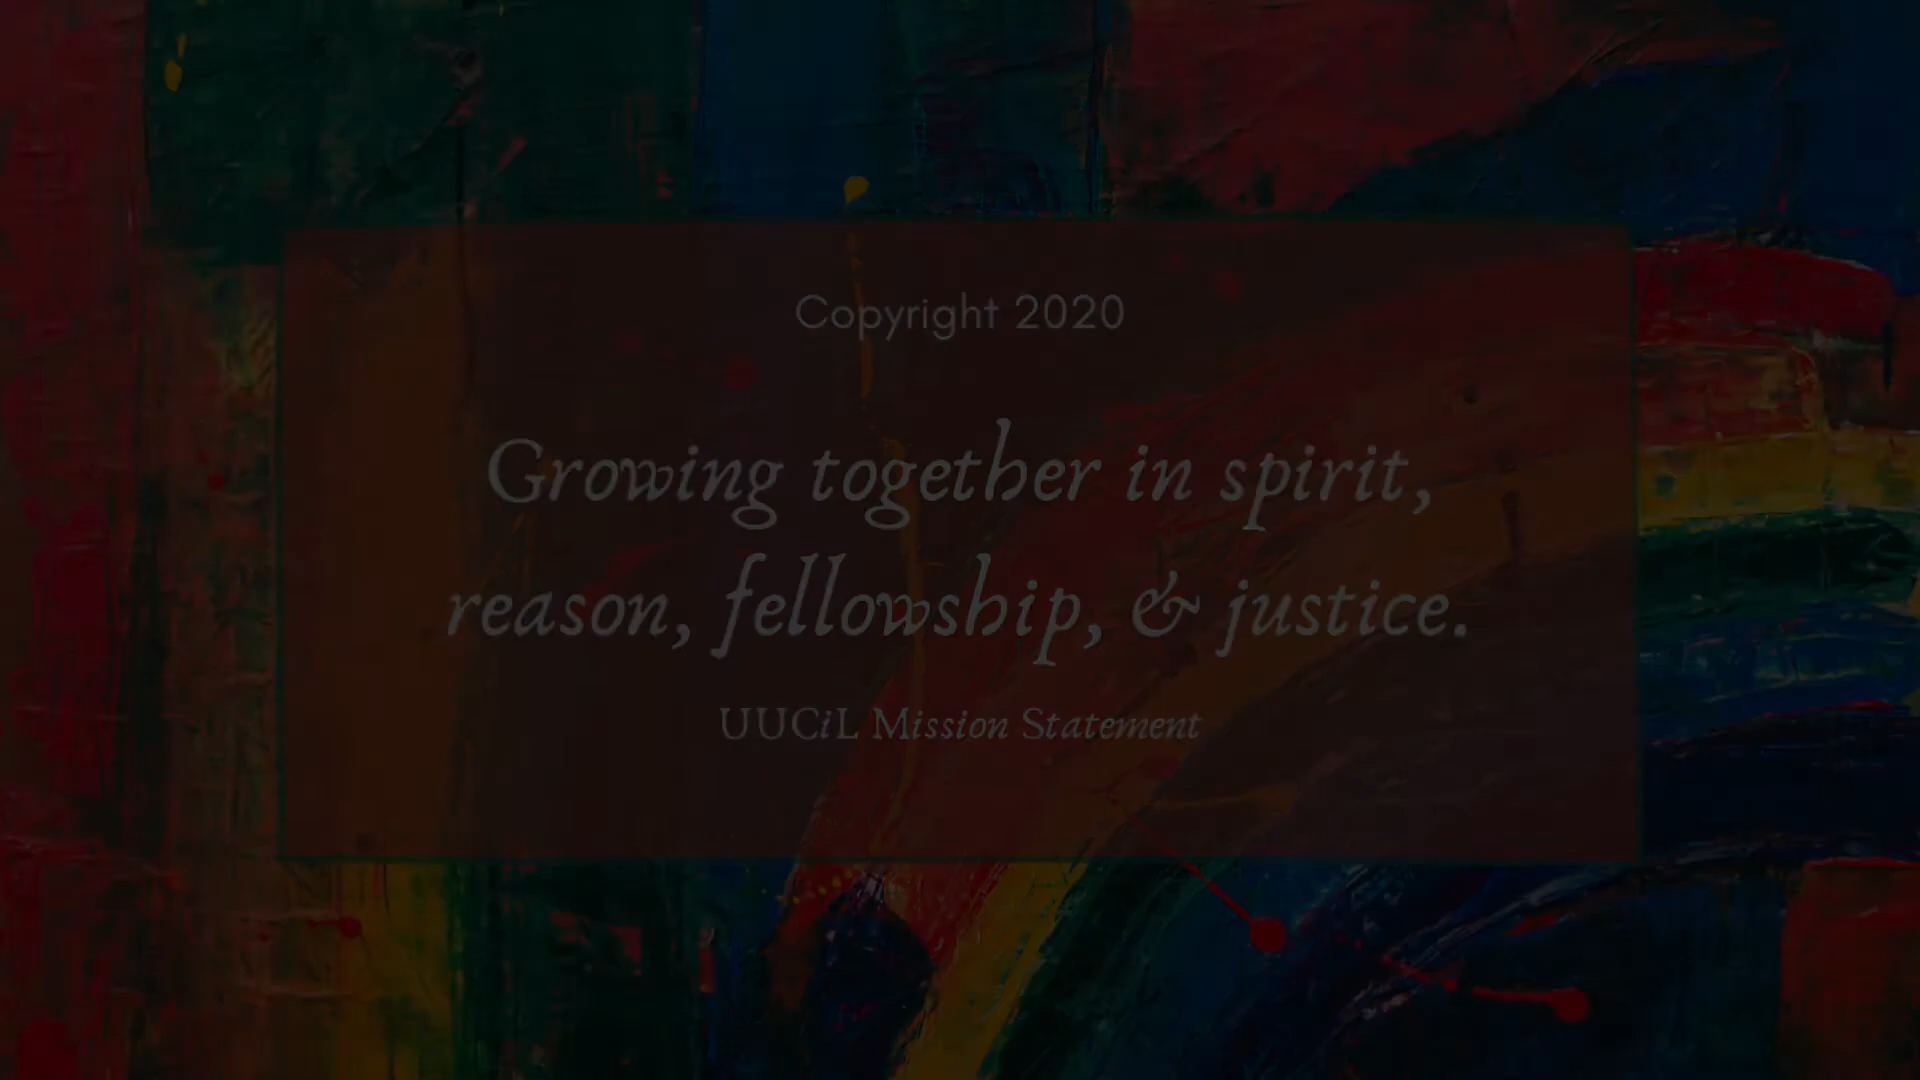 Copyright 2020
Growing together in spirit,
reason, fellowship, & justice.
UUCiL Mission Statement